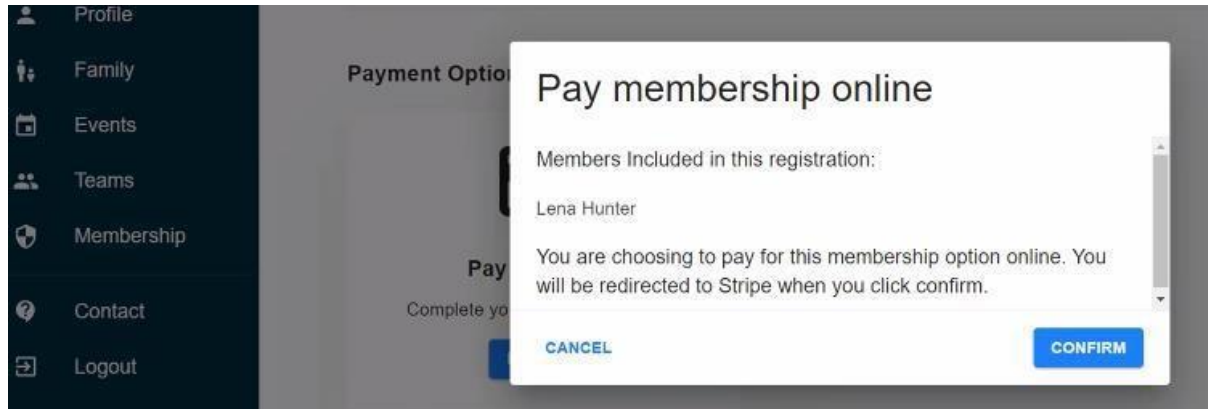 Profile
Family
Events
Teams
Membership
Contact
Logout
Payment
Pay
Complete
Pay membership online
Members Included in this registration:
Lena Hunter
You are choosing to pay for this membership option online. You
will be redirected to Stripe when you click confirm.
CANCEL
CONFIRM